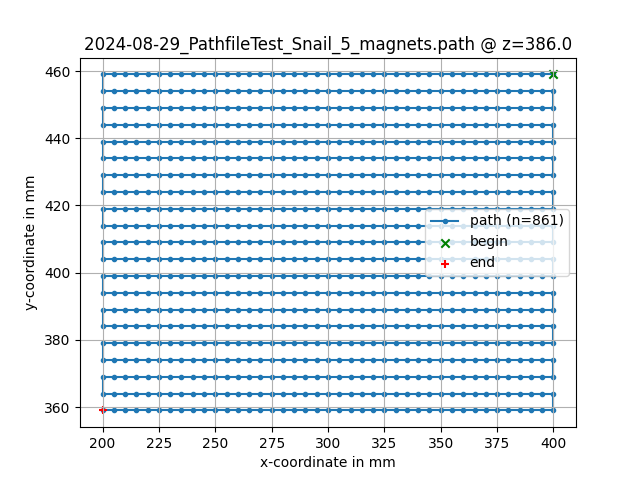 2024-08-29_PathfileTest_Snail_5_magnets.path @ z=386.0
460
440
420
400
380
360
y-coordinate in mm
path (n=861)
begin
end
200 225 250 275 300 325 350 375 400
x-coordinate in mm